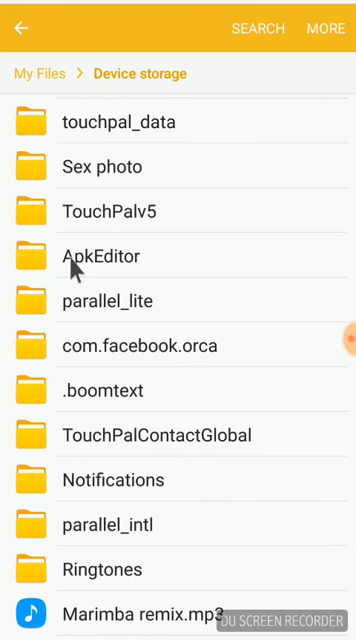 SEARCH MORE
My Files > Device storage
touchpal_data
Sex photo
TouchPalv5
ApkEditor
parallel_lite
com.facebook.orca
.boomtext
TouchPalContactGlobal
Notifications
parallel_intl
Ringtones
Marimba remix.mp3
DU SCREEN RECORDER